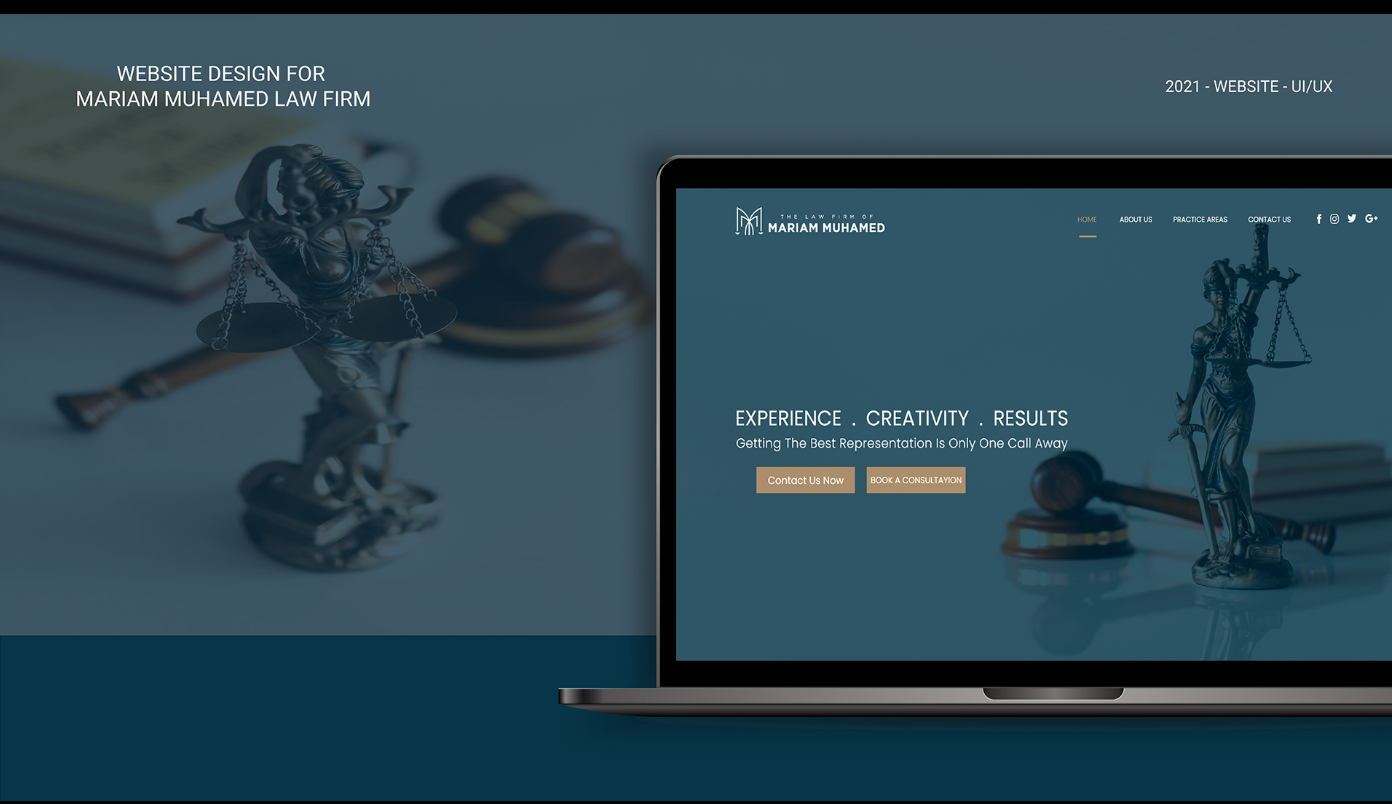 WEBSITE DESIGN FOR
MARIAM MUHAMED LAW FIRM
2021 - WEBSITE - UI/UX
THE LAW FIRM OF
MARIAM MUHAMED
HOME
ABOUT US
PRACTICE AREAS
CONTACT US
EXPERIENCE . CREATIVITY . RESULTS
Getting The Best Representation Is Only One Call Away
Contact Us Now
BOOK A CONSULTAYION